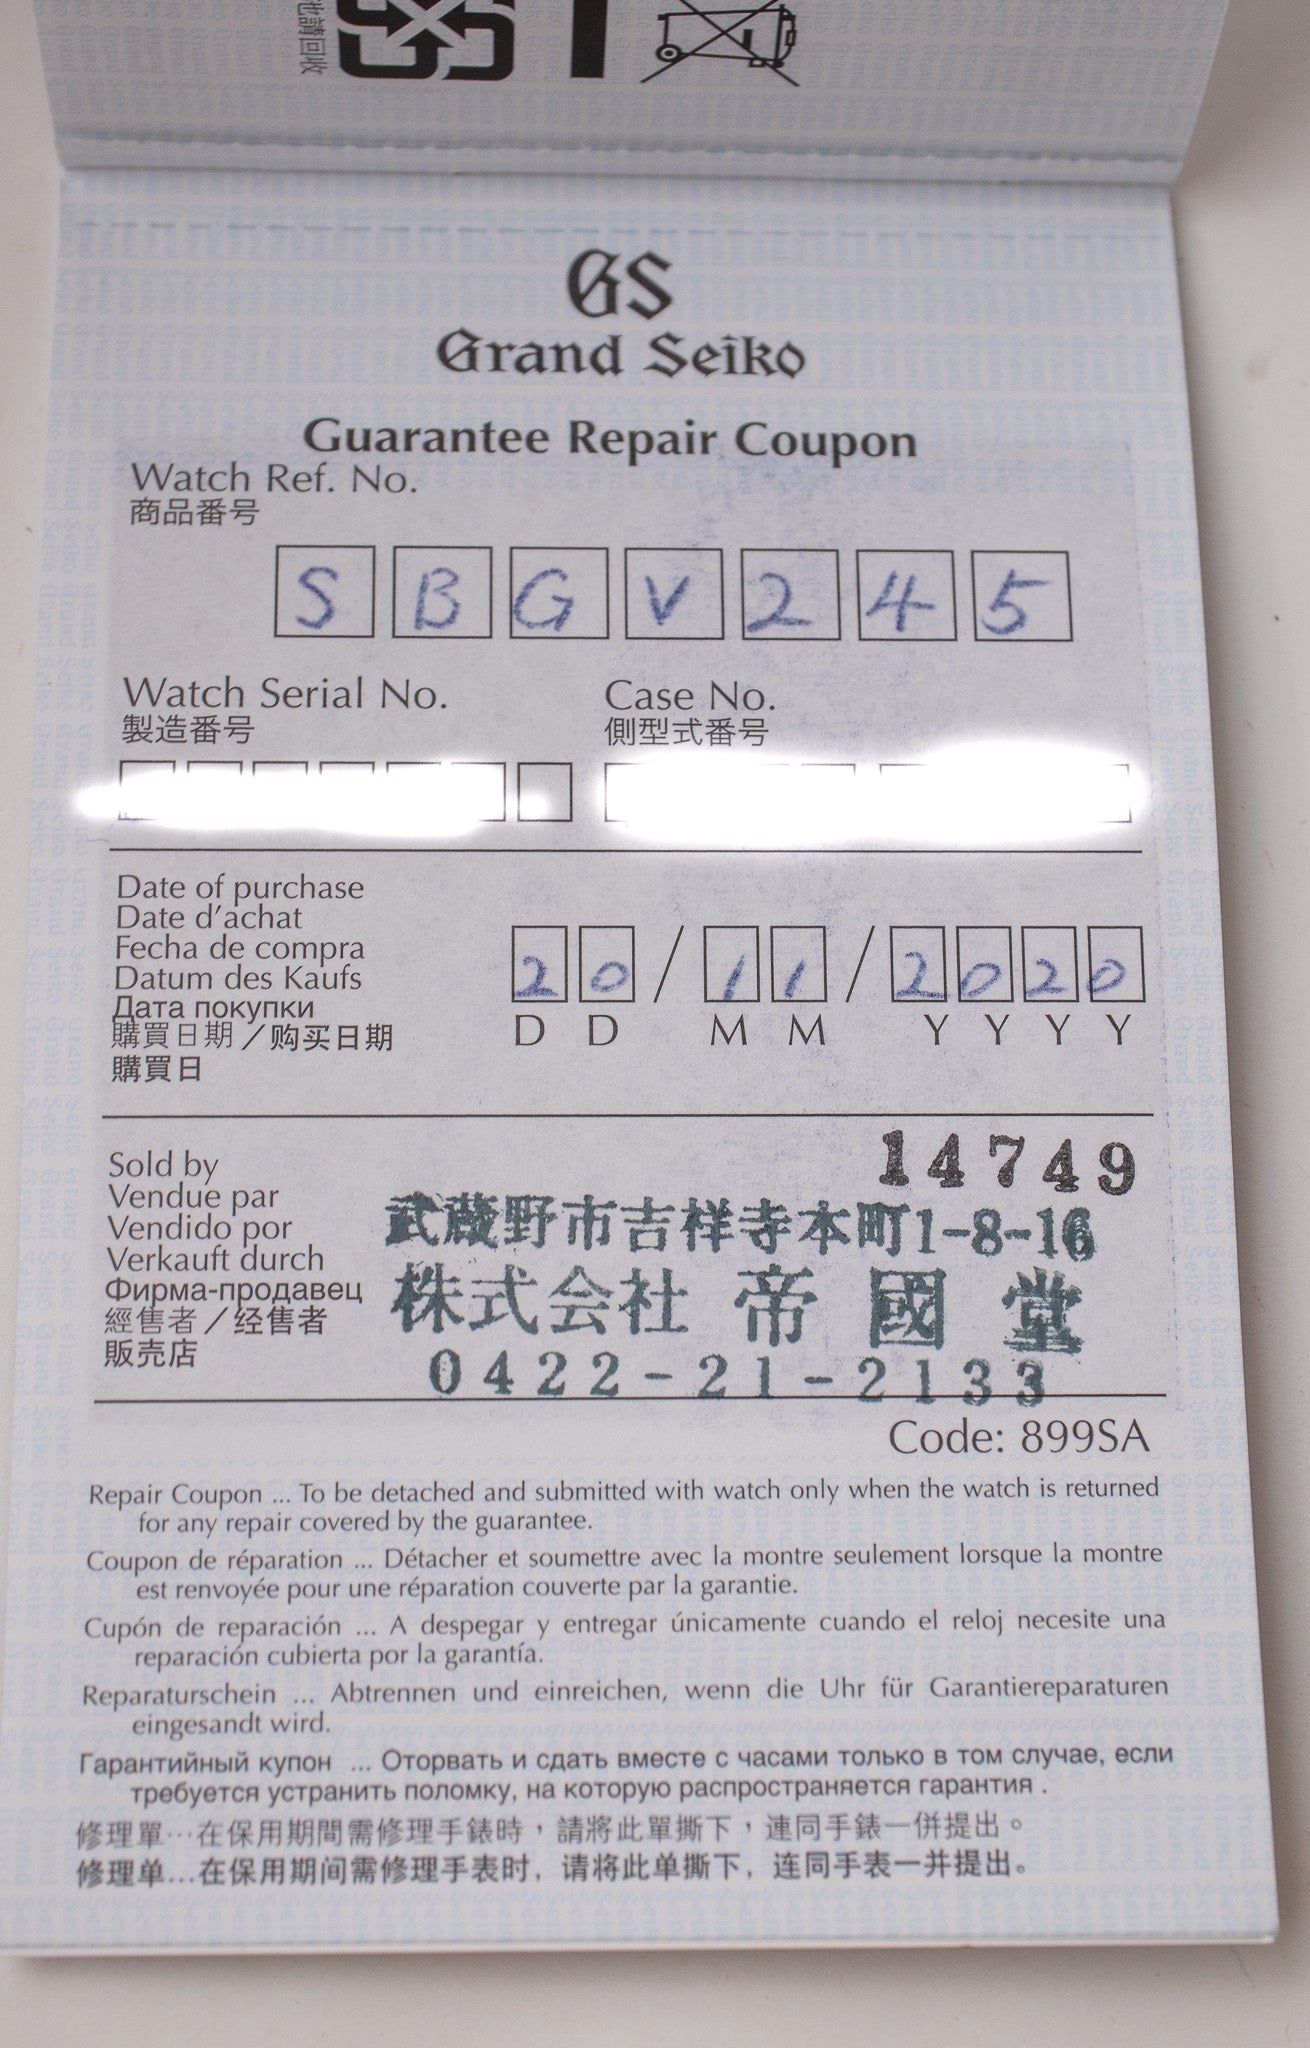 也請回收
GS
Grand Seiko
Guarantee Repair Coupon
Watch Ref. No.
商品番号
S B G V 2 4 5
Watch Serial No.
製造番号
Case No.
側型式番号
Date of purchase
Date d'achat
Fecha de compra
Datum des Kaufs
Дата покупки
購買日期／购买日期
購買日
20/11/2020
D D M M Y Y Y Y
14749
Sold by
Vendue par
Vendido por
Verkauft durch
Фирма-продавец
經售者／经售者
販売店
武蔵野市吉祥寺本町1-8-16
株式会社 帝國堂
0422-21-2133
Code: 899SA
Repair Coupon ... To be detached and submitted with watch only when the watch is returned
for any repair covered by the guarantee.
Coupon de réparation ... Détacher et soumettre avec la montre seulement lorsque la montre
est renvoyée pour une réparation couverte par la garantie.
Cupón de reparación ... A despegar y entregar únicamente cuando el reloj necesite una
reparación cubierta por la garantía.
Reparaturschein ... Abtrennen und einreichen, wenn die Uhr für Garantiereparaturen
eingesandt wird.
Гарантийный купон ... Оторвать и сдать вместе с часами только в том случае, если
требуется устранить поломку, на которую распространяется гарантия .
修理單…在保用期間需修理手錶時，請將此單撕下，連同手錶一併提出。
修理单...在保用期间需修理手表时，请将此单撕下，连同手表一并提出。